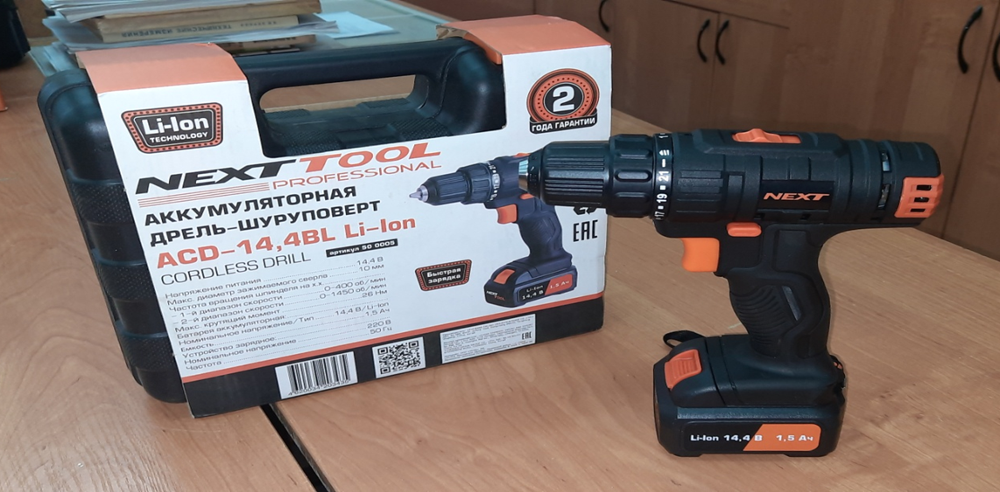 ТЕХНИЧЕСКИЕ ИЗМЕРЕНИЯ
Li-Ion
TECHNOLOGY
2
ГОДА ГАРАНТИИ
NEXTTOOL
PROFESSIONAL
АККУМУЛЯТОРНАЯ
ДРЕЛЬ-ШУРУПОВЕРТ
ACD-14,4BL Li-Ion
артикул 50 0005
CORDLESS DRILL
Напряжение питания 14,4 В
Макс. диаметр зажимаемого сверла 10 мм
Частота вращения шпинделя на х.х.
- 1-й диапазон скорости 0-400 об/мин
- 2-й диапазон скорости 0-1450 об/мин
Макс. крутящий момент 26 Нм
Батарея аккумуляторная:
Номинальное напряжение/Тип 14,4 В/Li-Ion
Емкость 1,5 Ач
Устройство зарядное:
Номинальное напряжение 220 В
Частота 50 Гц
Быстрая
зарядка
NEXT
TOOL
Li-Ion
14,4 В
1,5 Ач
EAC
EAC
17 19 21
NEXT
Li-Ion 14,4 В 1,5 Ач